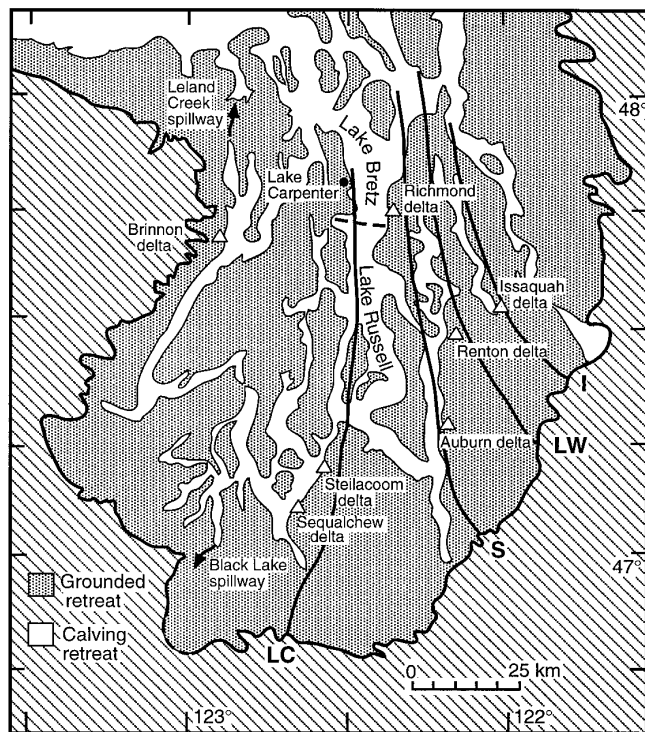 Leland
Creek
spillway
48°
Lake Bretz
Lake
Carpenter
Richmond
delta
Brinnon
delta
Issaquah
delta
Lake Russell
Renton delta
I
Auburn delta
LW
Steilacoom
delta
Sequalchew
delta
S
Black Lake
spillway
47°
Grounded
retreat
Calving
retreat
LC
0 25 km
123°
122°